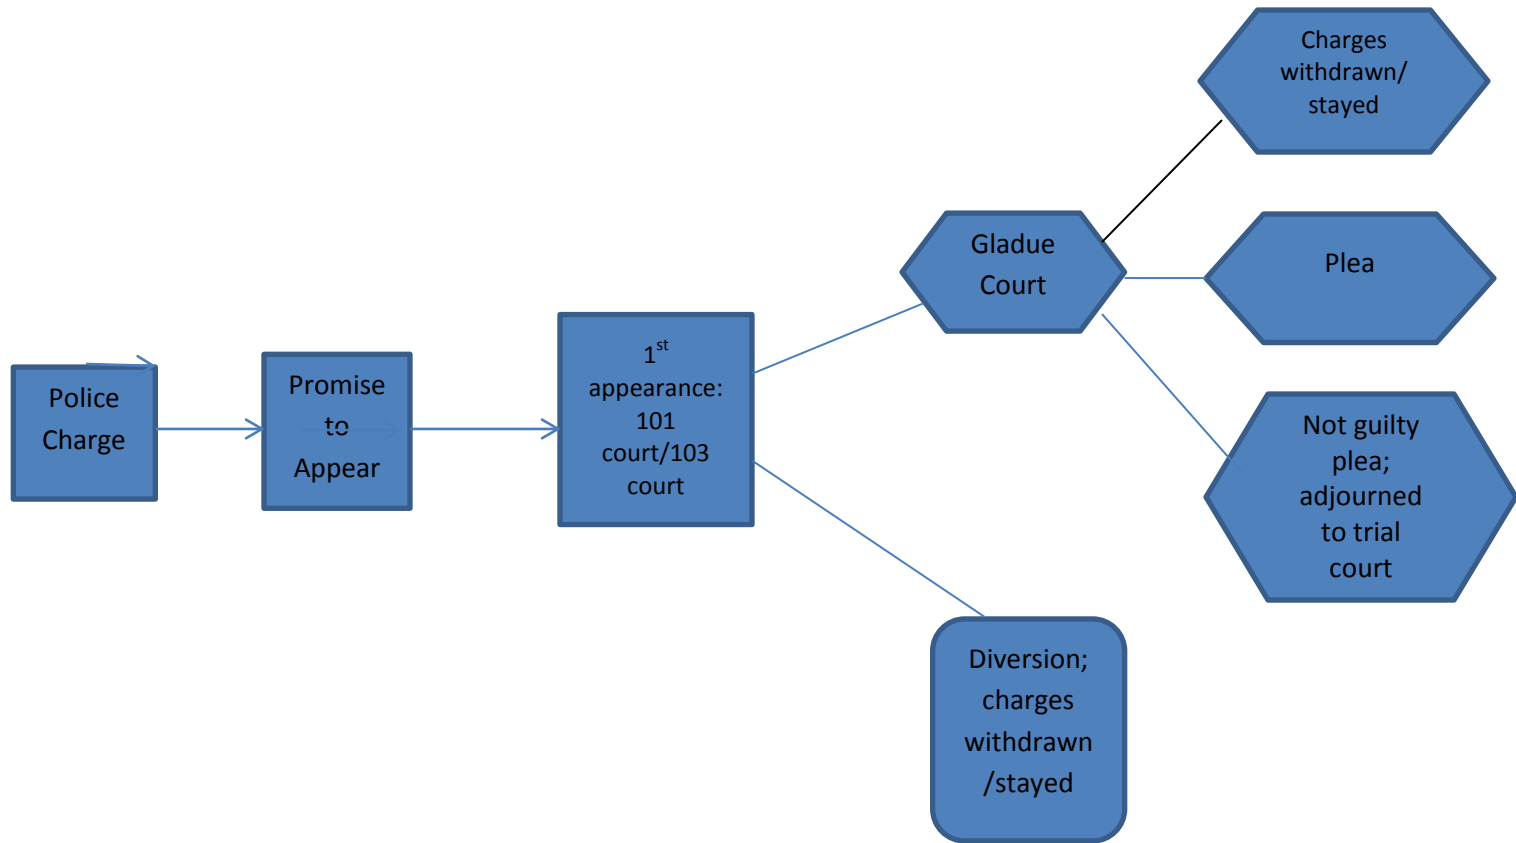 Police
Charge
Promise
to
Appear
1st
appearance:
101
court/103
court
Gladue
Court
Charges
withdrawn/
stayed
Plea
Not guilty
plea;
adjourned
to trial
court
Diversion;
charges
withdrawn
/stayed